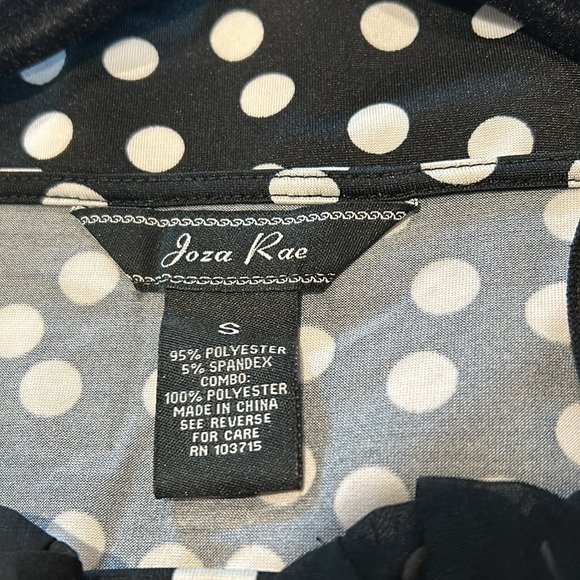 Joza Rae
S
95% POLYESTER
5% SPANDEX
COMBO:
100% POLYESTER
MADE IN CHINA
SEE REVERSE
FOR CARE
RN 103715